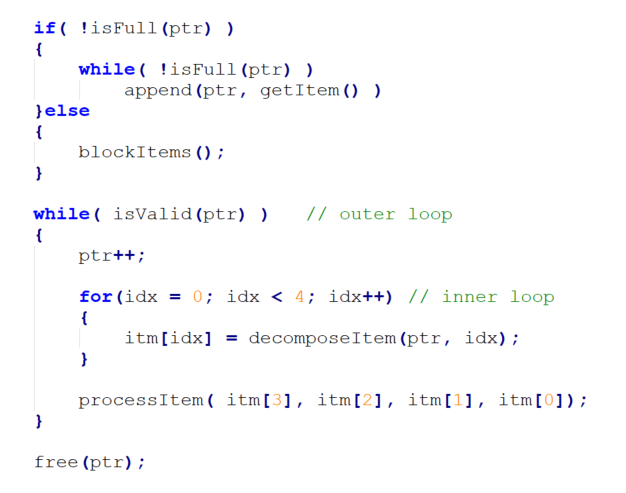 if( !isFull(ptr) )
{
    while( !isFull(ptr) )
        append(ptr, getItem() )
}else
{
    blockItems();
}

while( isValid(ptr) )   // outer loop
{
    ptr++;

    for(idx = 0; idx < 4; idx++) // inner loop
    {
        itm[idx] = decomposeItem(ptr, idx);
    }

    processItem( itm[3], itm[2], itm[1], itm[0]);
}

free(ptr);